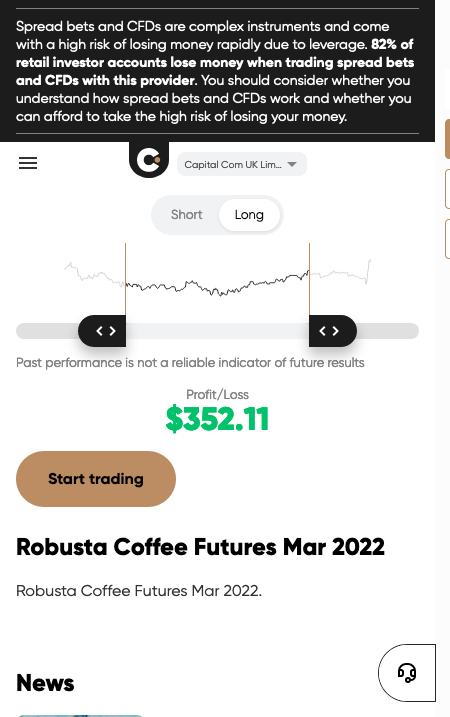 Spread bets and CFDs are complex instruments and come
with a high risk of losing money rapidly due to leverage. 82% of
retail investor accounts lose money when trading spread bets
and CFDs with this provider. You should consider whether you
understand how spread bets and CFDs work and whether you
can afford to take the high risk of losing your money.
Capital Com UK Lim...
Short Long
Past performance is not a reliable indicator of future results
Profit/Loss
$352.11
Start trading
Robusta Coffee Futures Mar 2022
Robusta Coffee Futures Mar 2022.
News